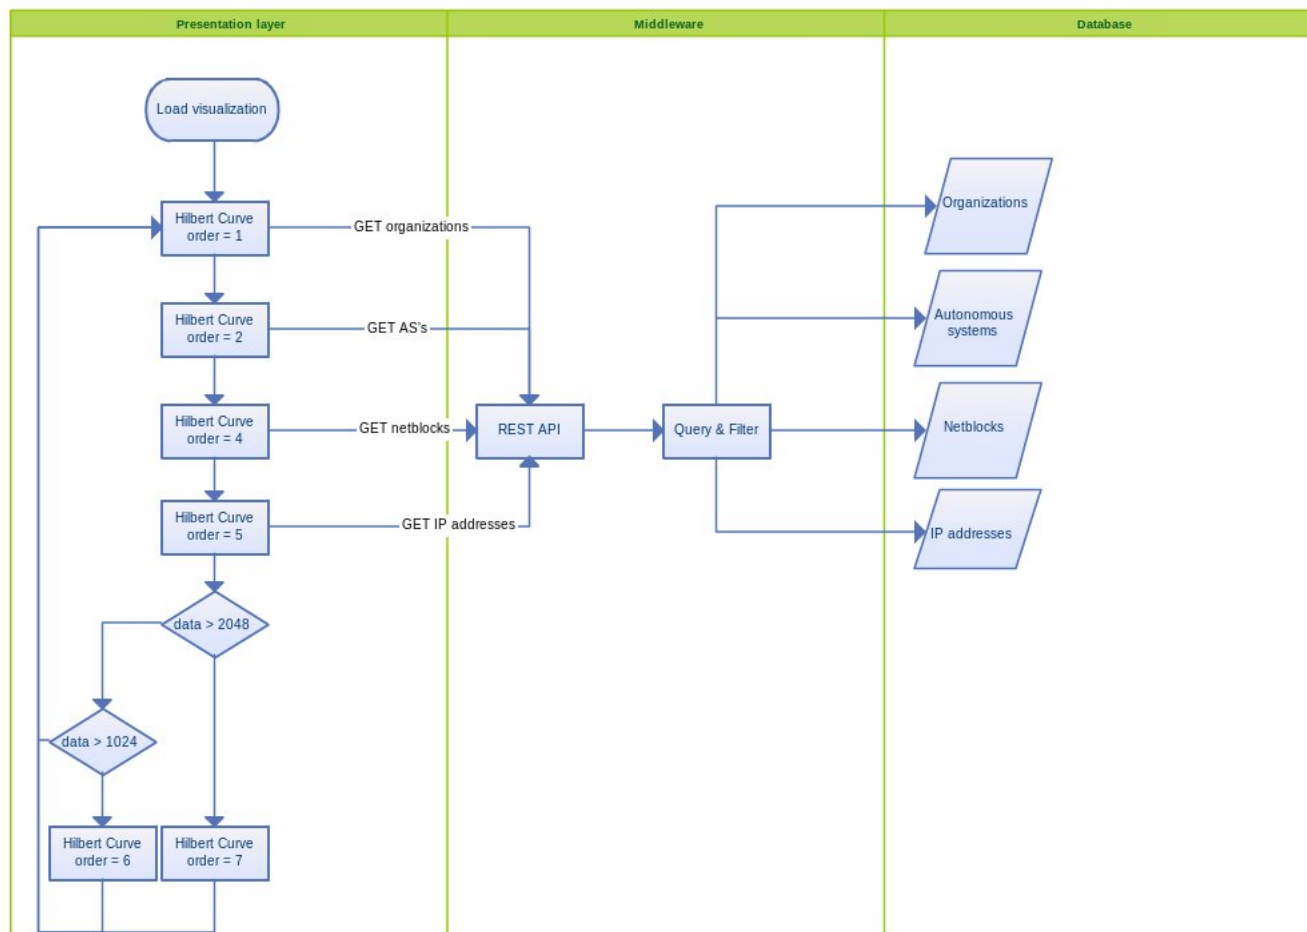 Presentation layer
Middleware
Database
Load visualization
Hilbert Curve
order = 1
GET organizations
Organizations
Hilbert Curve
order = 2
GET AS's
Autonomous
systems
Hilbert Curve
order = 4
GET netblocks
REST API
Query & Filter
Netblocks
Hilbert Curve
order = 5
GET IP addresses
IP addresses
data > 2048
data > 1024
Hilbert Curve
order = 6
Hilbert Curve
order = 7